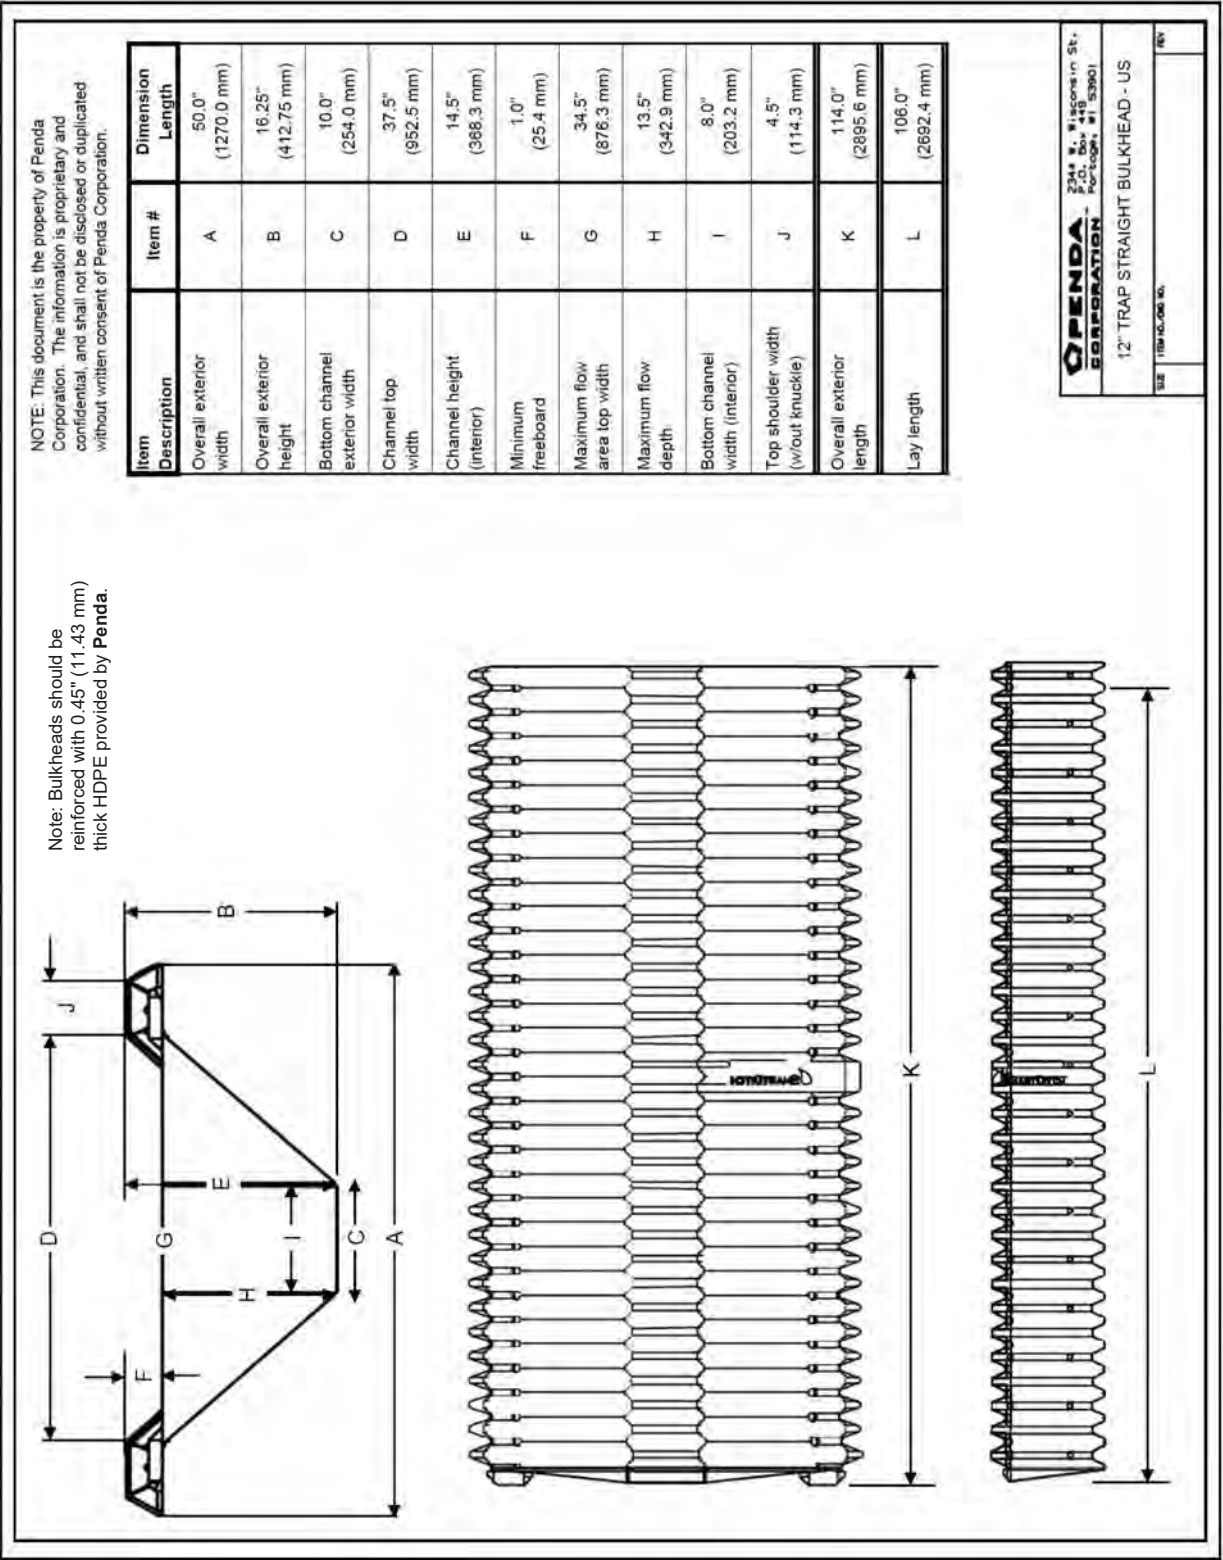 NOTE: This document is the property of Penda
Corporation. The information is proprietary and
confidential, and shall not be disclosed or duplicated
without written consent of Penda Corporation.
Note: Bulkheads should be
reinforced with 0.45" (11.43 mm)
thick HDPE provided by Penda.
Item Description Item # Dimension Length
Overall exterior width A 50.0" (1270.0 mm)
Overall exterior height B 16.25" (412.75 mm)
Bottom channel exterior width C 10.0" (254.0 mm)
Channel top width D 37.5" (952.5 mm)
Channel height (interior) E 14.5" (368.3 mm)
Minimum freeboard F 1.0" (25.4 mm)
Maximum flow area top width G 34.5" (876.3 mm)
Maximum flow depth H 13.5" (342.9 mm)
Bottom channel width (interior) I 8.0" (203.2 mm)
Top shoulder width (w/out knuckle) J 4.5" (114.3 mm)
Overall exterior length K 114.0" (2895.6 mm)
Lay length L 106.0" (2692.4 mm)
D
J
F
G
E
B
H
I
C
A
K
L
PENDA CORPORATION
2344 W. Wisconsin St.
P.O. Box 449
Portage, WI 53901
12" TRAP STRAIGHT BULKHEAD - US
SIZE
REV